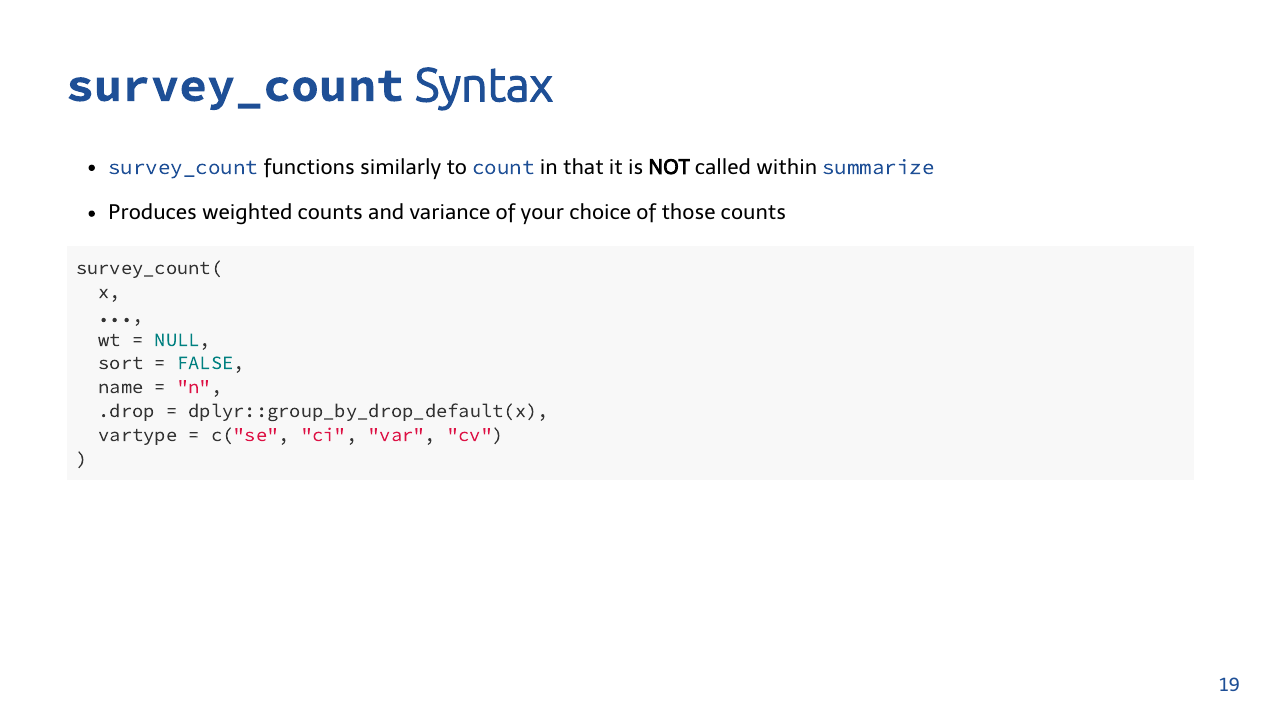 survey_count Syntax
• survey_count functions similarly to count in that it is NOT called within summarize
• Produces weighted counts and variance of your choice of those counts
survey_count(
  x,
  ...,
  wt = NULL,
  sort = FALSE,
  name = "n",
  .drop = dplyr::group_by_drop_default(x),
  vartype = c("se", "ci", "var", "cv")
)
19